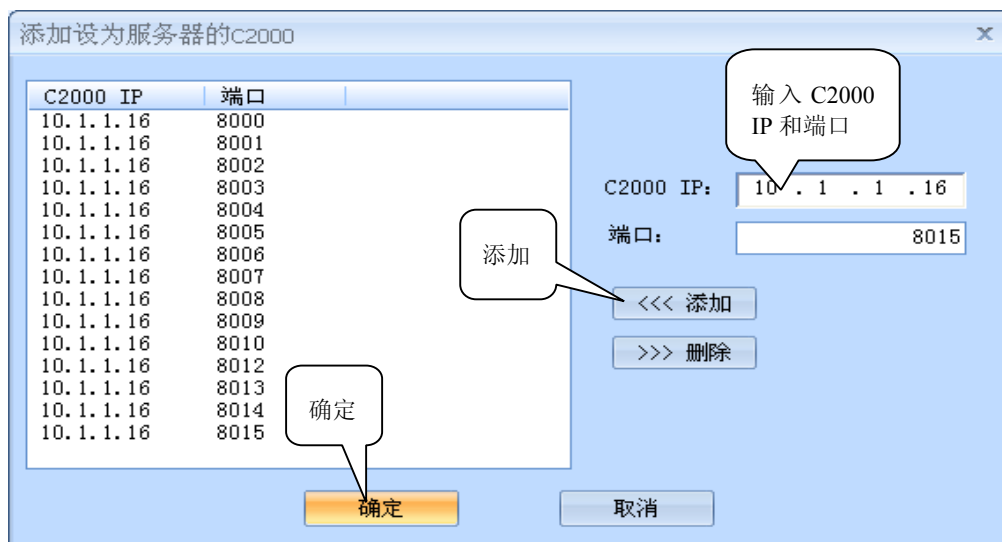 添加设为服务器的C2000
x
C2000 IP 端口
10.1.1.16 8000
10.1.1.16 8001
10.1.1.16 8002
10.1.1.16 8003
10.1.1.16 8004
10.1.1.16 8005
10.1.1.16 8006
10.1.1.16 8007
10.1.1.16 8008
10.1.1.16 8009
10.1.1.16 8010
10.1.1.16 8012
10.1.1.16 8013
10.1.1.16 8014
10.1.1.16 8015
输入 C2000
IP 和端口
C2000 IP: 10 . 1 . 1 .16
端口: 8015
添加
<<< 添加
>>> 删除
确定
确定 取消